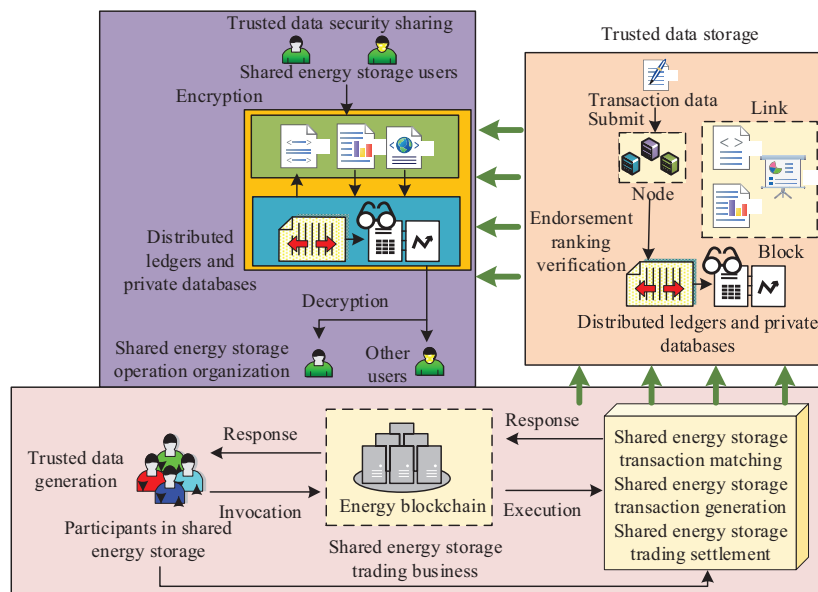 Trusted data security sharing
Shared energy storage users
Encryption
Distributed
ledgers and
private databases
Decryption
Shared energy storage
operation organization
Other
users
Trusted data storage
Transaction data
Submit
Link
Node
Endorsement
ranking
verification
Block
Distributed ledgers and private
databases
Trusted data
generation
Participants in shared
energy storage
Response
Invocation
Energy blockchain
Response
Execution
Shared energy storage
trading business
Shared energy storage
transaction matching
Shared energy storage
transaction generation
Shared energy storage
trading settlement